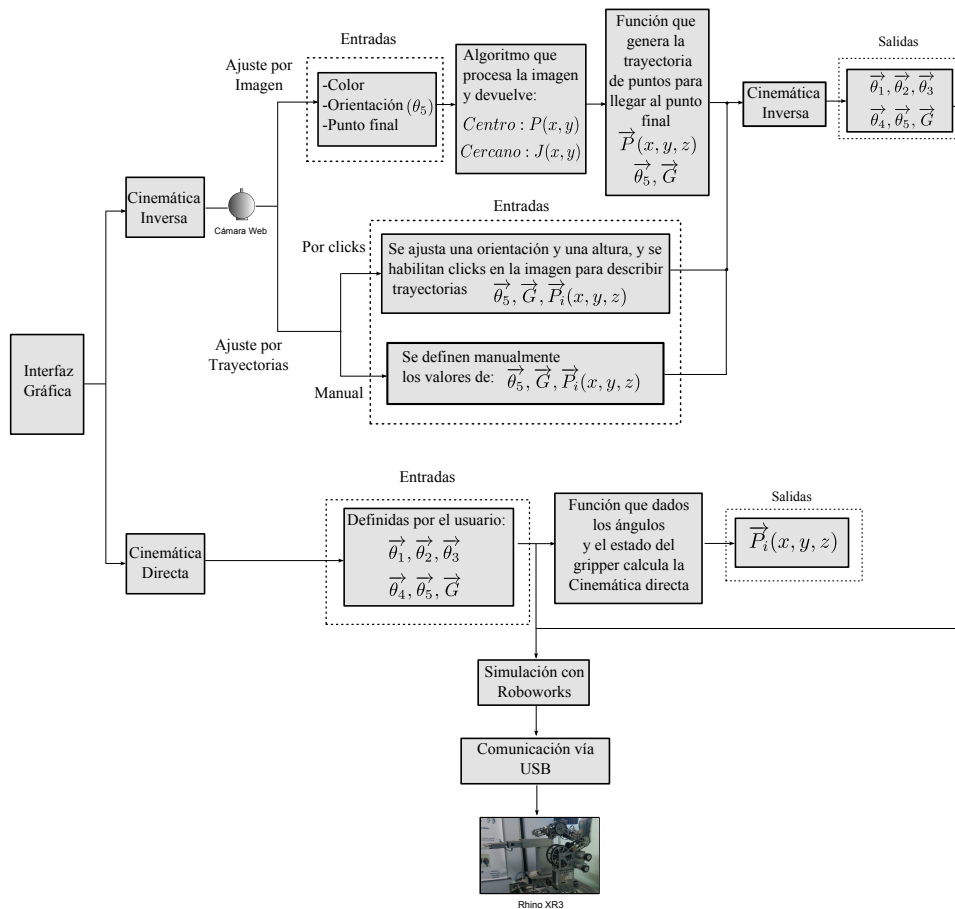 Ajuste por
Imagen
Entradas
-Color
-Orientación (θ₅)
-Punto final
Algoritmo que
procesa la imagen
y devuelve:
Centro : P(x, y)
Cercano : J(x, y)
Función que
genera la
trayectoria
de puntos para
llegar al punto
final
P⃗(x, y, z)
θ₅⃗, G⃗
Cinemática
Inversa
Salidas
θ₁⃗, θ₂⃗, θ₃⃗
θ₄⃗, θ₅⃗, G⃗
Cinemática
Inversa
Cámara Web
Entradas
Por clicks
Se ajusta una orientación y una altura, y se
habilitan clicks en la imagen para describir
trayectorias θ₅⃗, G⃗, P⃗ᵢ(x, y, z)
Ajuste por
Trayectorias
Manual
Se definen manualmente
los valores de: θ₅⃗, G⃗, P⃗ᵢ(x, y, z)
Interfaz
Gráfica
Cinemática
Directa
Entradas
Definidas por el usuario:
θ₁⃗, θ₂⃗, θ₃⃗
θ₄⃗, θ₅⃗, G⃗
Función que dados
los ángulos
y el estado del
gripper calcula la
Cinemática directa
Salidas
P⃗ᵢ(x, y, z)
Simulación con
Roboworks
Comunicación vía
USB
Rhino XR3